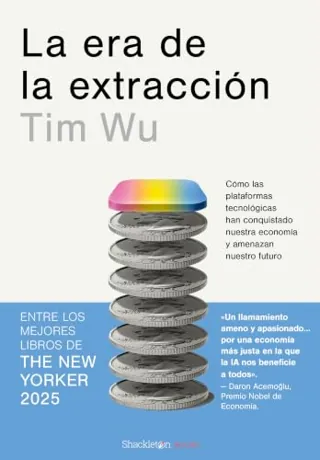 La era de
la extracción
Tim Wu
Cómo las
plataformas
tecnológicas
han conquistado
nuestra economía
y amenazan
nuestro futuro
ENTRE LOS
MEJORES
LIBROS DE
THE NEW
YORKER
2025
«Un llamamiento
ameno y apasionado...
por una economía
más justa en la que
la IA nos beneficie
a todos».
— Daron Acemoğlu,
Premio Nobel de
Economía.
Shackleton